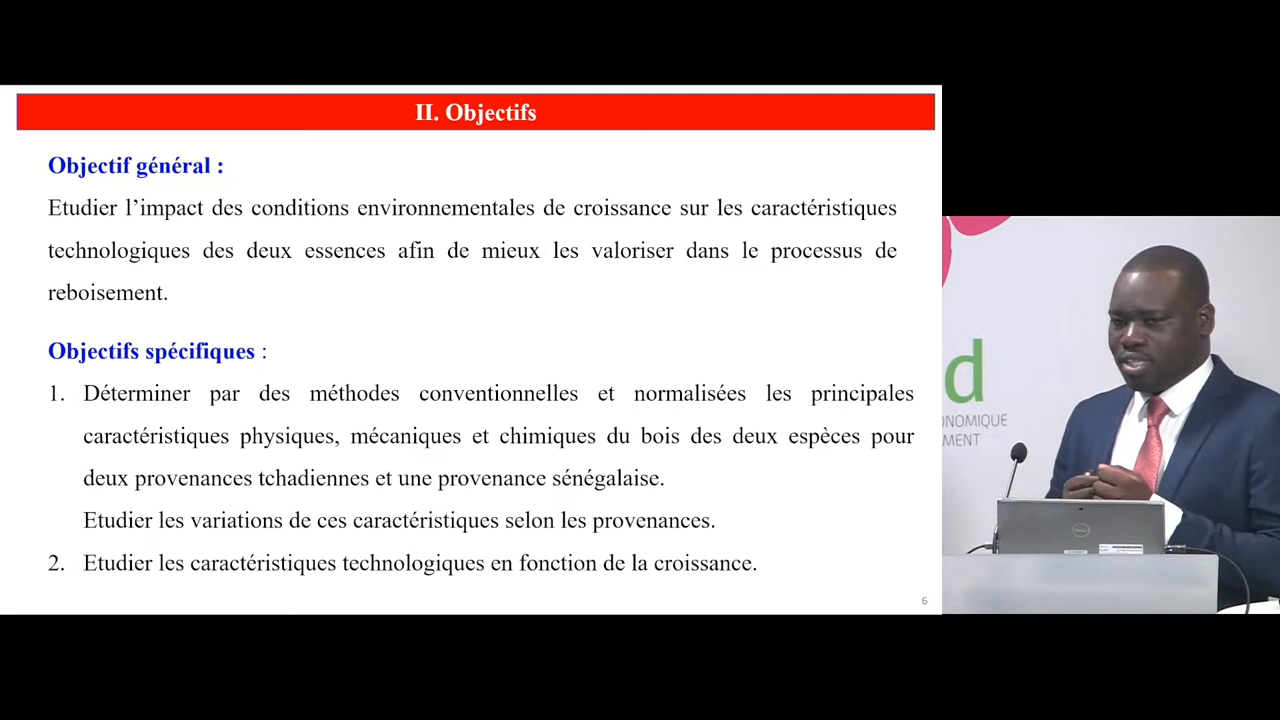 II. Objectifs
Objectif général :
Etudier l’impact des conditions environnementales de croissance sur les caractéristiques
technologiques des deux essences afin de mieux les valoriser dans le processus de
reboisement.
Objectifs spécifiques :
1. Déterminer par des méthodes conventionnelles et normalisées les principales
caractéristiques physiques, mécaniques et chimiques du bois des deux espèces pour
deux provenances tchadiennes et une provenance sénégalaise.
Etudier les variations de ces caractéristiques selon les provenances.
2. Etudier les caractéristiques technologiques en fonction de la croissance.
6
d
ONOMIQUE
MENT
DELL